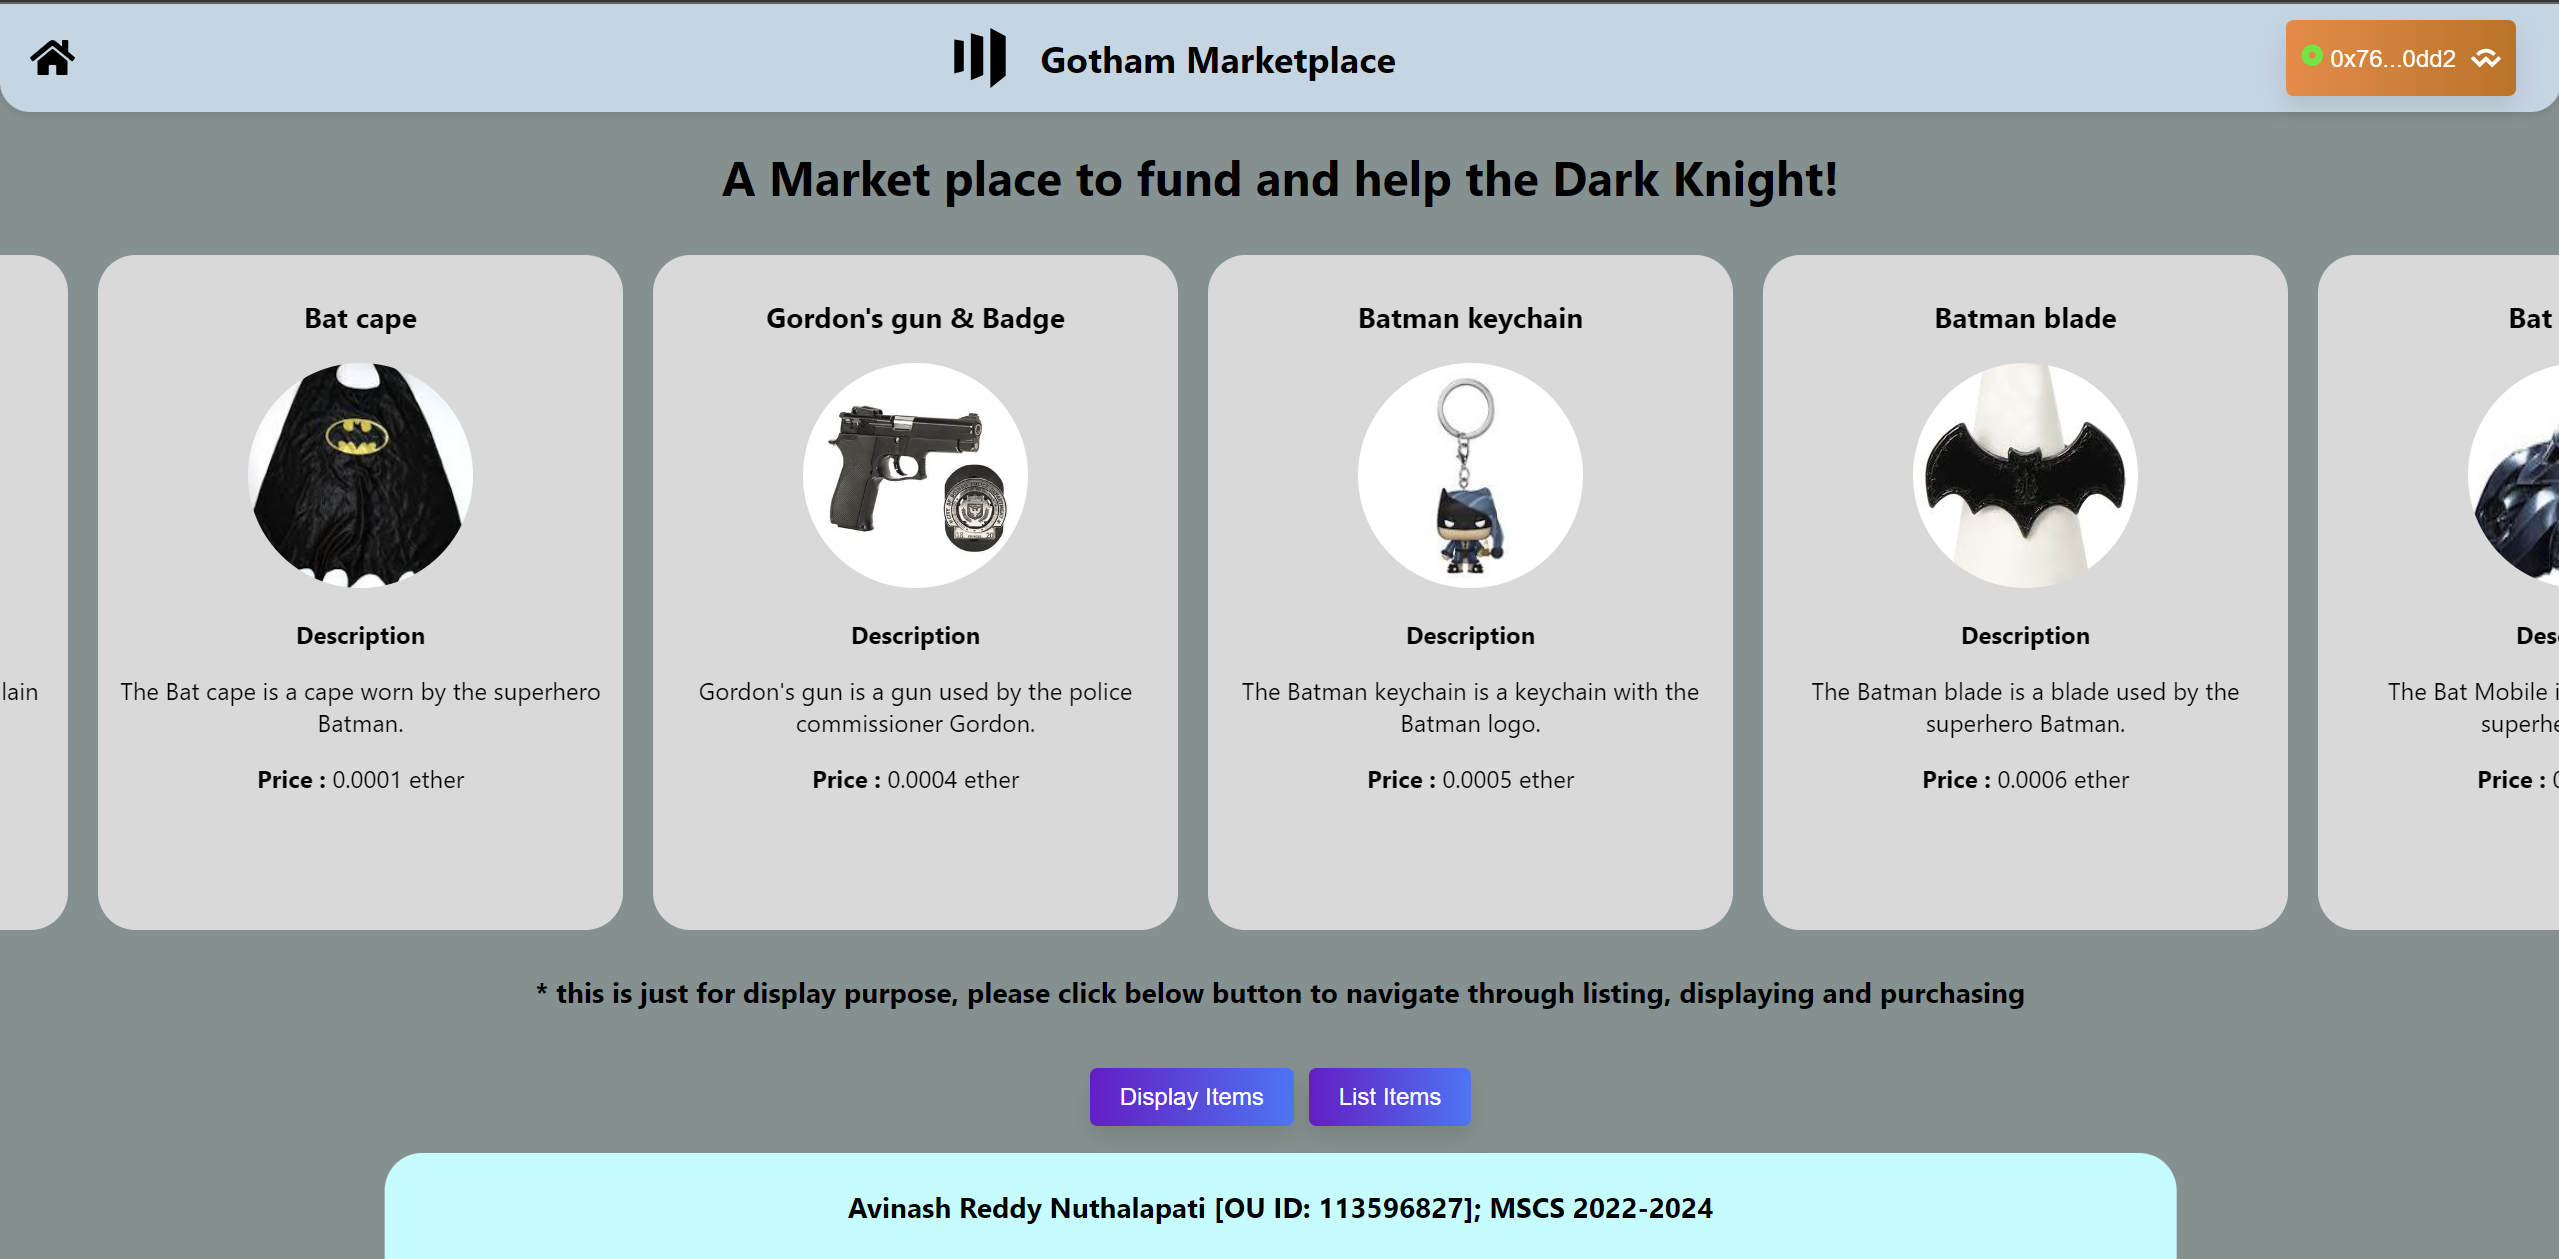 Gotham Marketplace
0x76...0dd2
A Market place to fund and help the Dark Knight!
lain
Bat cape
Description
The Bat cape is a cape worn by the superhero
Batman.
Price : 0.0001 ether
Gordon's gun & Badge
Description
Gordon's gun is a gun used by the police
commissioner Gordon.
Price : 0.0004 ether
Batman keychain
Description
The Batman keychain is a keychain with the
Batman logo.
Price : 0.0005 ether
Batman blade
Description
The Batman blade is a blade used by the
superhero Batman.
Price : 0.0006 ether
Bat
Des
The Bat Mobile i
superhe
Price : 0
* this is just for display purpose, please click below button to navigate through listing, displaying and purchasing
Display Items
List Items
Avinash Reddy Nuthalapati [OU ID: 113596827]; MSCS 2022-2024